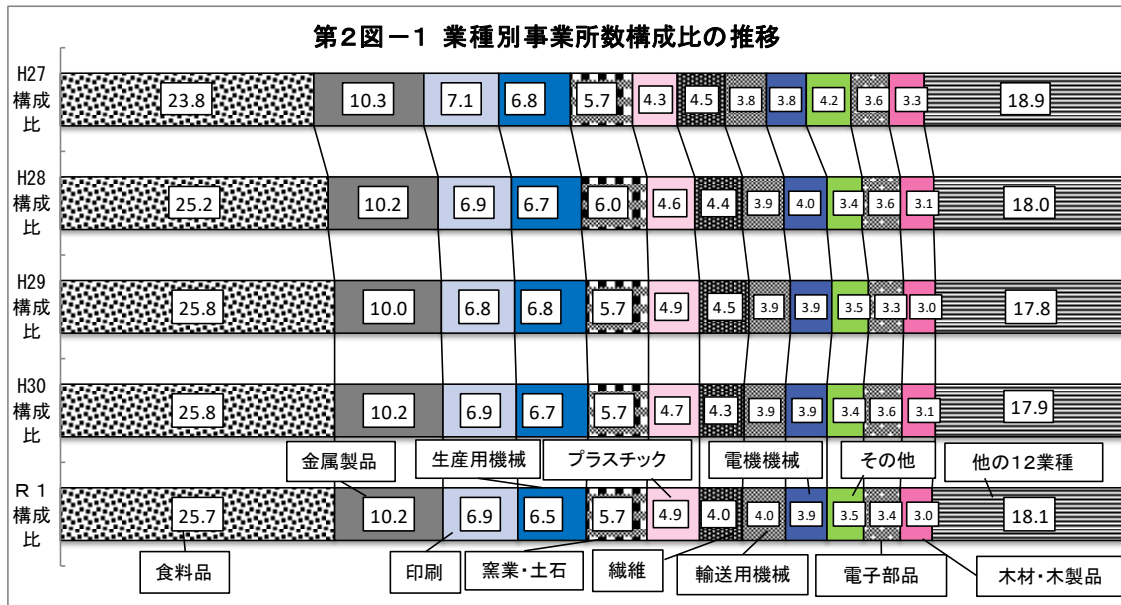 第2図－1 業種別事業所数構成比の推移
H27
構成
比
23.8 10.3 7.1 6.8 5.7 4.3 4.5 3.8 3.8 4.2 3.6 3.3 18.9
H28
構成
比
25.2 10.2 6.9 6.7 6.0 4.6 4.4 3.9 4.0 3.4 3.6 3.1 18.0
H29
構成
比
25.8 10.0 6.8 6.8 5.7 4.9 4.5 3.9 3.9 3.5 3.3 3.0 17.8
H30
構成
比
25.8 10.2 6.9 6.7 5.7 4.7 4.3 3.9 3.9 3.4 3.6 3.1 17.9
金属製品 生産用機械 プラスチック 電機機械 その他 他の12業種
R 1
構成
比
25.7 10.2 6.9 6.5 5.7 4.9 4.0 4.0 3.9 3.5 3.4 3.0 18.1
食料品 印刷 窯業・土石 繊維 輸送用機械 電子部品 木材・木製品